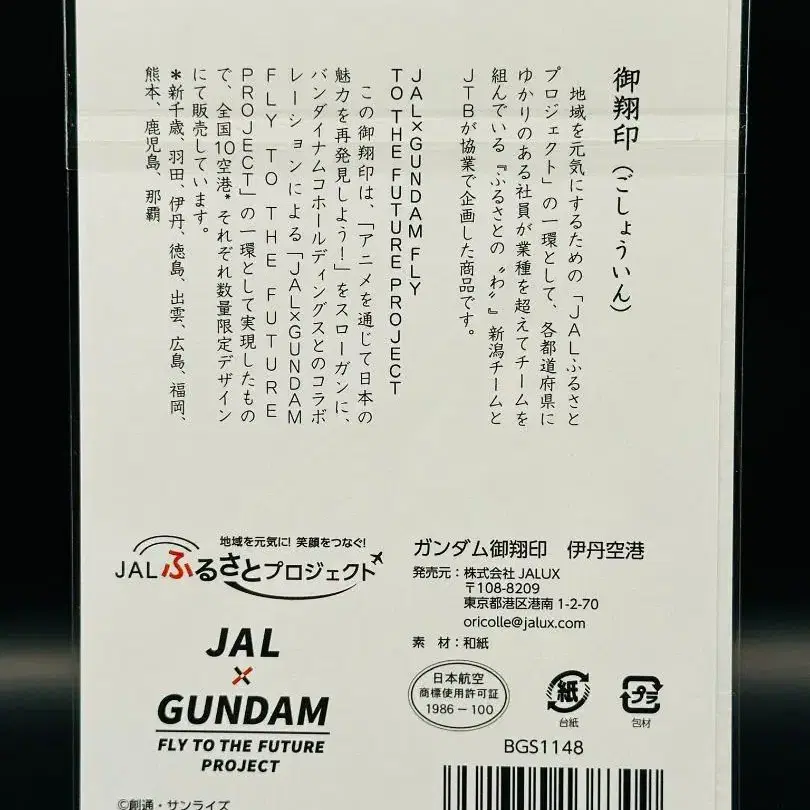 御翔印(ごしょういん)
地域を元気にするための「JALふるさと
プロジェクト」の一環として、各都道府県に
ゆかりのある社員が業種を超えてチームを
組んでいる『ふるさとの〝わ〟』新潟チームと
JTBが協業で企画した商品です。
JAL×GUNDAM FLY
TO THE FUTURE PROJECT
この御翔印は、「アニメを通じて日本の
魅力を再発見しよう!」をスローガンに、
バンダイナムコホールディングスとのコラボ
レーションによる「JAL×GUNDAM
FLY TO THE FUTURE
PROJECT」の一環として実現したもの
で、全国10空港*それぞれ数量限定デザイン
にて販売しています。
*新千歳、羽田、伊丹、徳島、出雲、広島、福岡、
熊本、鹿児島、那覇
地域を元気に! 笑顔をつなぐ!
JALふるさとプロジェクト
JAL
×
GUNDAM
FLY TO THE FUTURE
PROJECT
©創通・サンライズ
ガンダム御翔印 伊丹空港
発売元:株式会社 JALUX
〒108-8209
東京都港区港南 1-2-70
oricolle@jalux.com
素 材:和紙
日本航空
商標使用許可証
1986-100
紙
台紙
プラ
包材
BGS1148